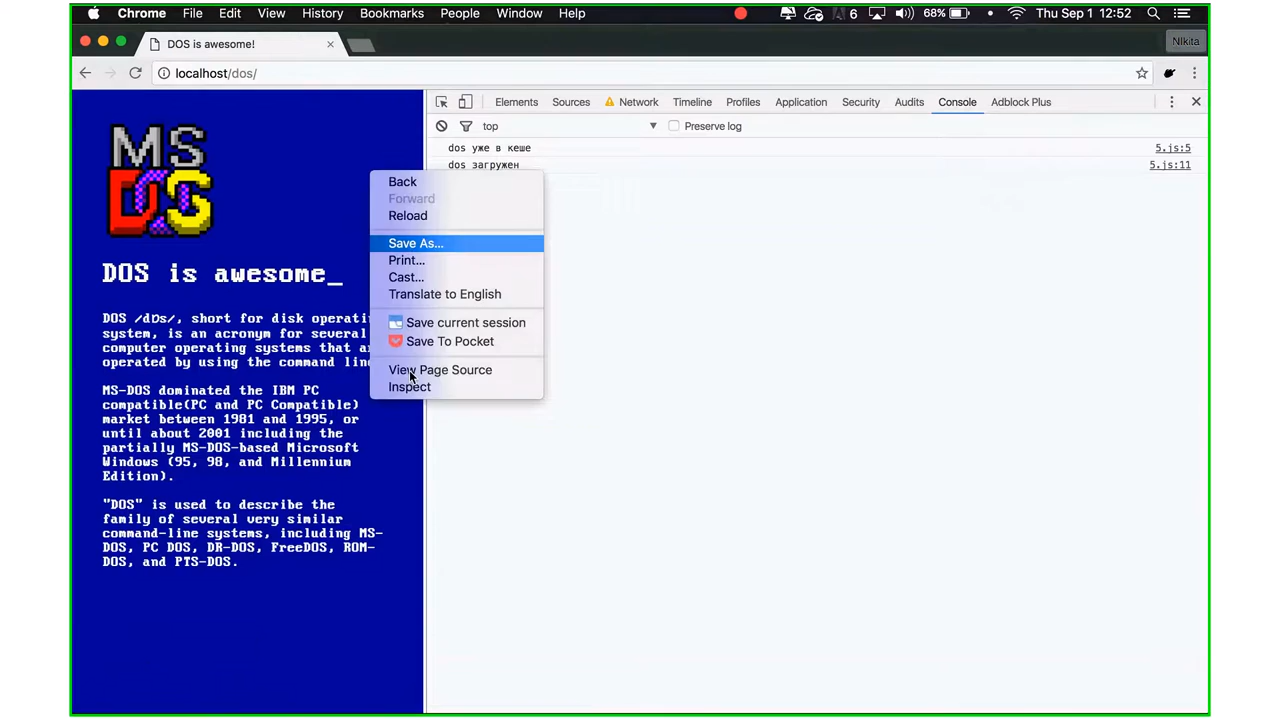 Chrome File Edit View History Bookmarks People Window Help 6 68% Thu Sep 1 12:52
DOS is awesome! NIkita
localhost/dos/
Elements Sources Network Timeline Profiles Application Security Audits Console Adblock Plus
top Preserve log
dos уже в кеше 5.js:5
dos загружен 5.js:11
MS
DOS
DOS is awesome_
DOS /dɒs/, short for disk operati
system, is an acronym for several
computer operating systems that a
operated by using the command lin
MS-DOS dominated the IBM PC
compatible(PC and PC Compatible)
market between 1981 and 1995, or
until about 2001 including the
partially MS-DOS-based Microsoft
Windows (95, 98, and Millennium
Edition).
"DOS" is used to describe the
family of several very similar
command-line systems, including MS-
DOS, PC DOS, DR-DOS, FreeDOS, ROM-
DOS, and PTS-DOS.
Back
Forward
Reload
Save As...
Print...
Cast...
Translate to English
Save current session
Save To Pocket
View Page Source
Inspect